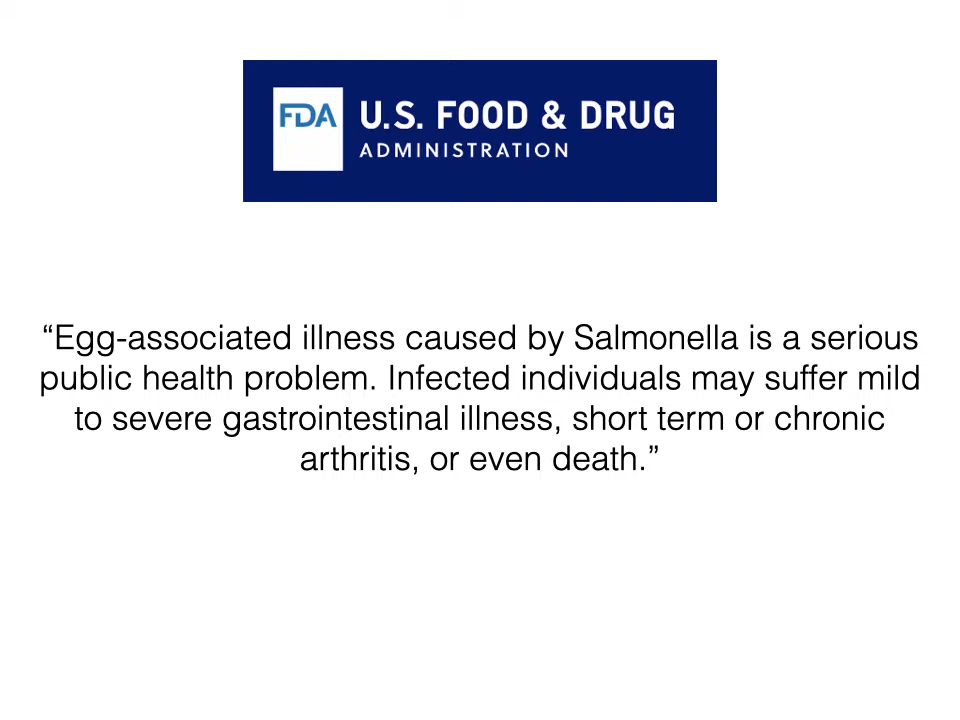 FDA
U.S. FOOD & DRUG
ADMINISTRATION
“Egg-associated illness caused by Salmonella is a serious
public health problem. Infected individuals may suffer mild
to severe gastrointestinal illness, short term or chronic
arthritis, or even death.”